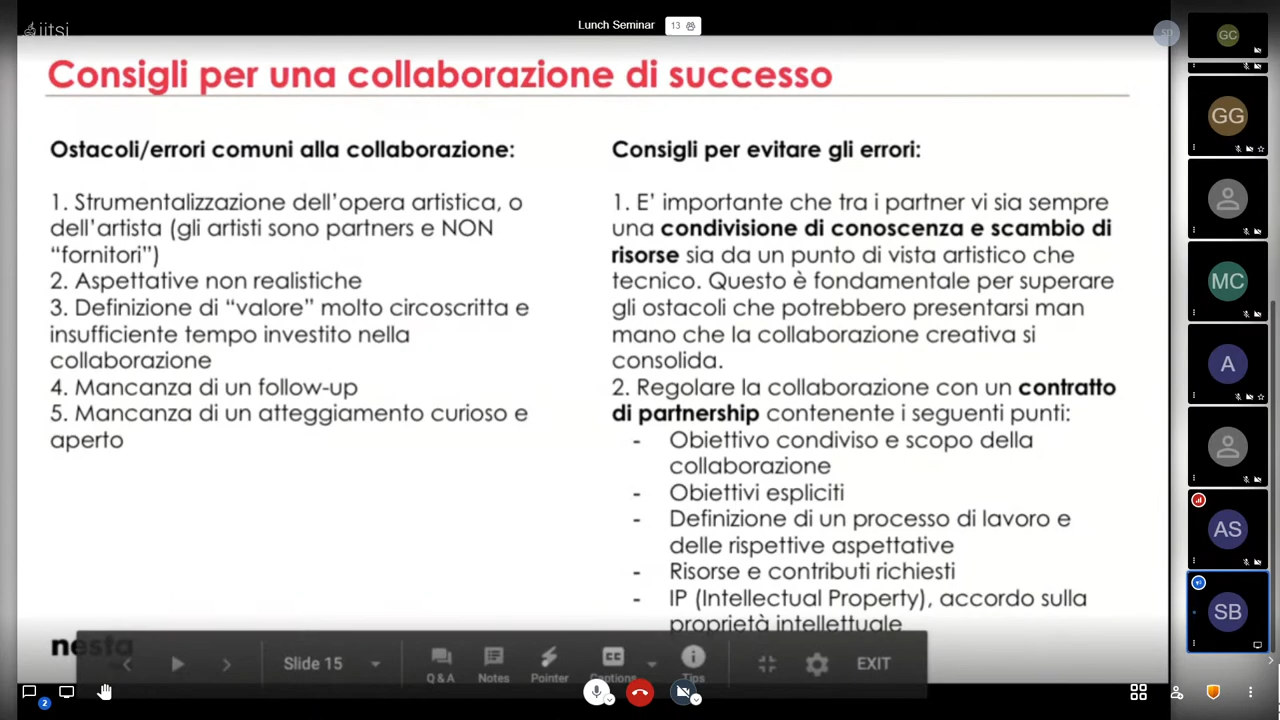 jitsi
Lunch Seminar
13
SB
GC
Consigli per una collaborazione di successo
Ostacoli/errori comuni alla collaborazione:
1. Strumentalizzazione dell’opera artistica, o
dell’artista (gli artisti sono partners e NON
“fornitori”)
2. Aspettative non realistiche
3. Definizione di “valore” molto circoscritta e
insufficiente tempo investito nella
collaborazione
4. Mancanza di un follow-up
5. Mancanza di un atteggiamento curioso e
aperto
Consigli per evitare gli errori:
1. E’ importante che tra i partner vi sia sempre
una condivisione di conoscenza e scambio di
risorse sia da un punto di vista artistico che
tecnico. Questo è fondamentale per superare
gli ostacoli che potrebbero presentarsi man
mano che la collaborazione creativa si
consolida.
2. Regolare la collaborazione con un contratto
di partnership contenente i seguenti punti:
- Obiettivo condiviso e scopo della
collaborazione
- Obiettivi espliciti
- Definizione di un processo di lavoro e
delle rispettive aspettative
- Risorse e contributi richiesti
- IP (Intellectual Property), accordo sulla
proprietà intellettuale
nesta
Slide 15
Q & A
Notes
Pointer
Captions
Tips
EXIT
GG
MC
A
AS
SB
2